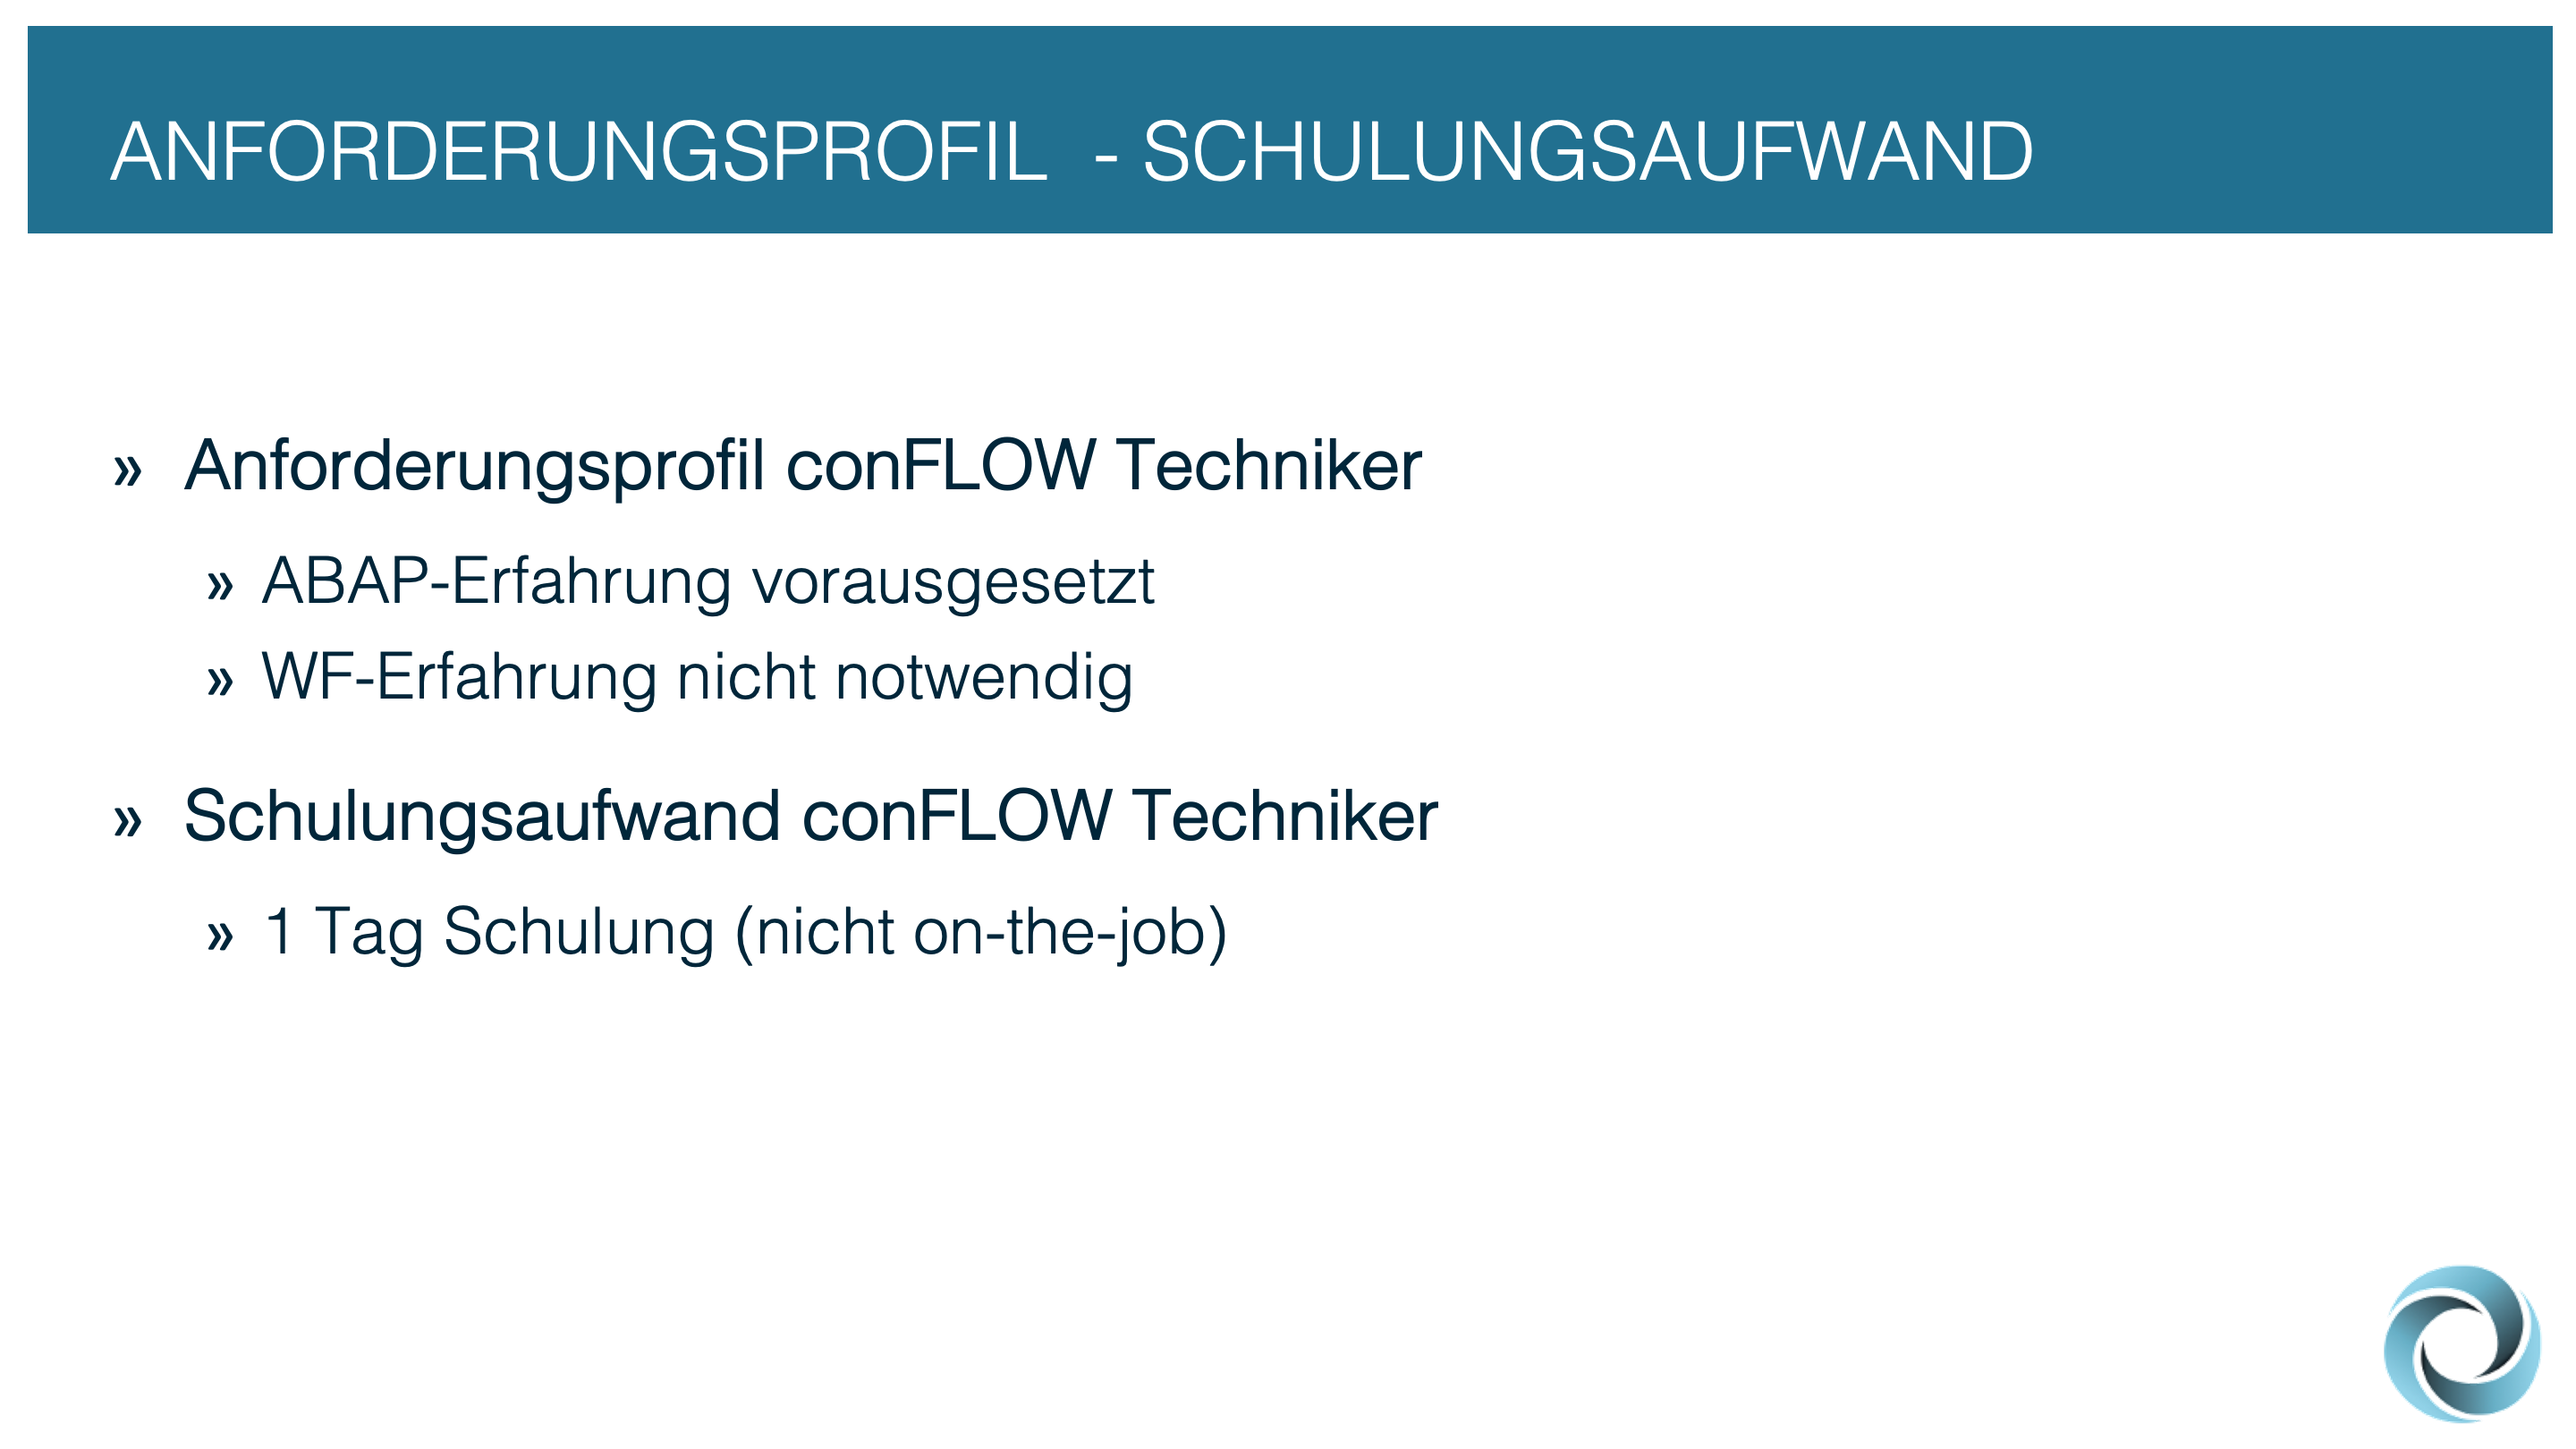 ANFORDERUNGSPROFIL - SCHULUNGSAUFWAND
» Anforderungsprofil conFLOW Techniker
» ABAP-Erfahrung vorausgesetzt
» WF-Erfahrung nicht notwendig
» Schulungsaufwand conFLOW Techniker
» 1 Tag Schulung (nicht on-the-job)